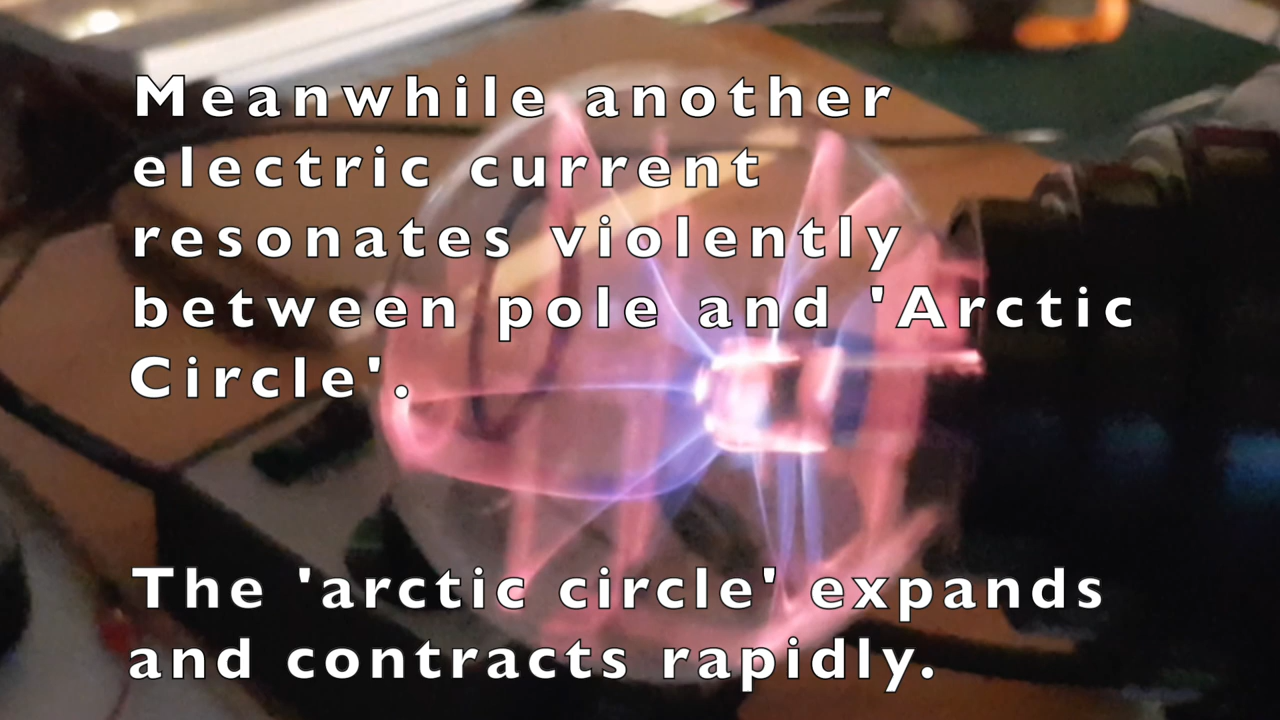 Meanwhile another
electric current
resonates violently
between pole and 'Arctic
Circle'.
The 'arctic circle' expands
and contracts rapidly.